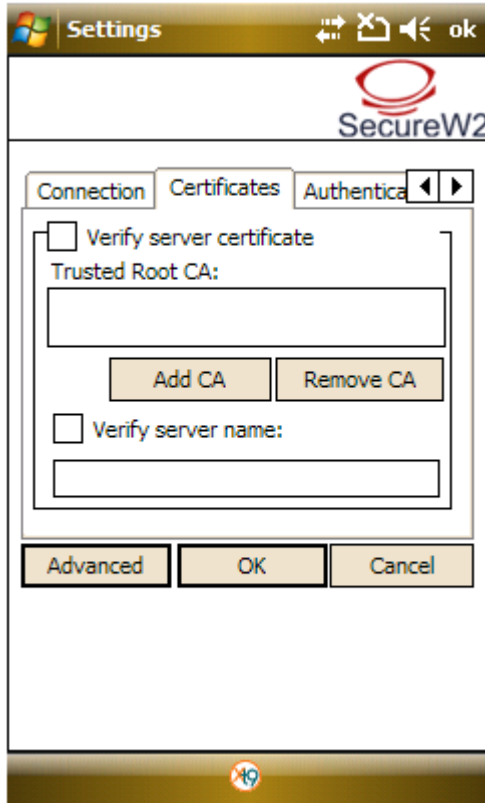 Settings ok
SecureW2
Connection Certificates Authentica
Verify server certificate
Trusted Root CA:
Add CA Remove CA
Verify server name:
Advanced OK Cancel